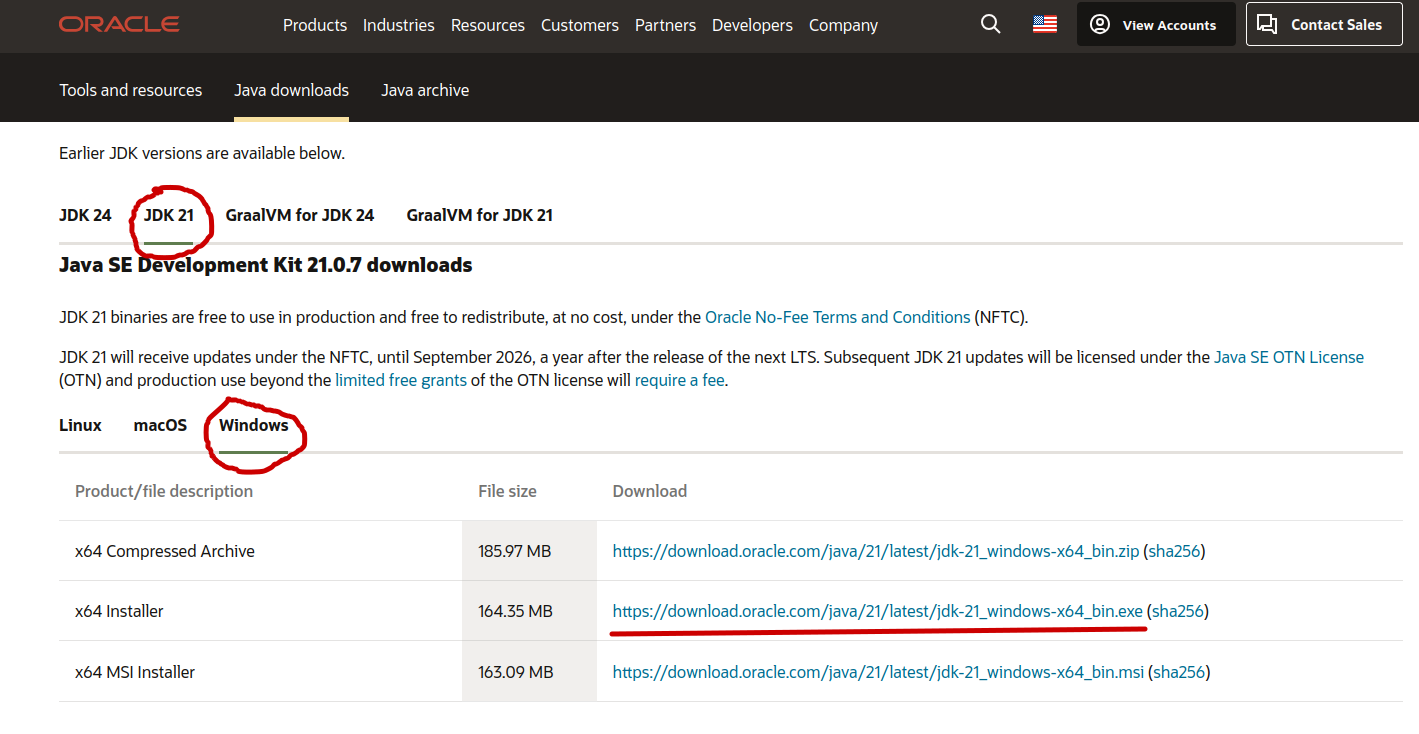 ORACLE Products Industries Resources Customers Partners Developers Company View Accounts Contact Sales
Tools and resources Java downloads Java archive
Earlier JDK versions are available below.
JDK 24 JDK 21 GraalVM for JDK 24 GraalVM for JDK 21
Java SE Development Kit 21.0.7 downloads
JDK 21 binaries are free to use in production and free to redistribute, at no cost, under the Oracle No-Fee Terms and Conditions (NFTC).
JDK 21 will receive updates under the NFTC, until September 2026, a year after the release of the next LTS. Subsequent JDK 21 updates will be licensed under the Java SE OTN License
(OTN) and production use beyond the limited free grants of the OTN license will require a fee.
Linux macOS Windows
Product/file description File size Download
x64 Compressed Archive 185.97 MB https://download.oracle.com/java/21/latest/jdk-21_windows-x64_bin.zip (sha256)
x64 Installer 164.35 MB https://download.oracle.com/java/21/latest/jdk-21_windows-x64_bin.exe (sha256)
x64 MSI Installer 163.09 MB https://download.oracle.com/java/21/latest/jdk-21_windows-x64_bin.msi (sha256)